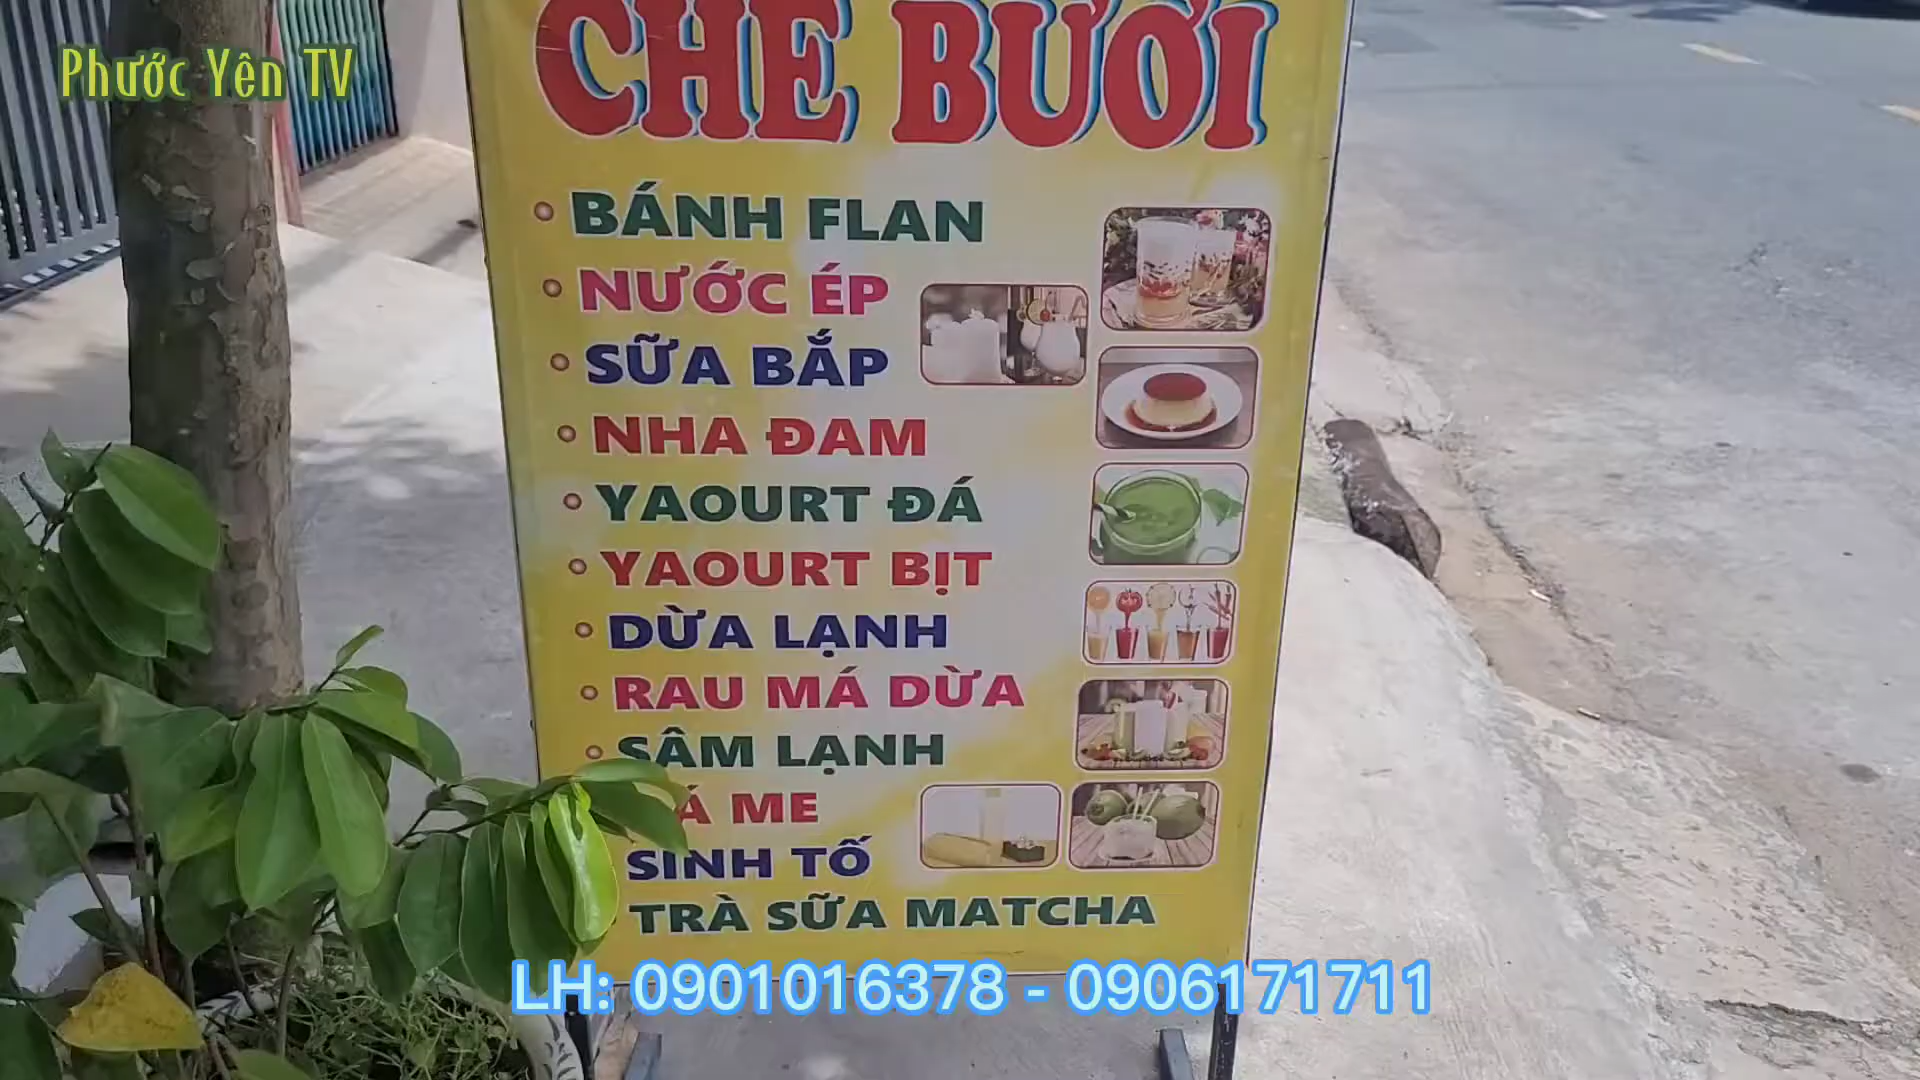 Phước Yên TV
CHÈ BƯỞI
BÁNH FLAN
NƯỚC ÉP
SỮA BẮP
NHA ĐAM
YAOURT ĐÁ
YAOURT BỊT
DỪA LẠNH
RAU MÁ DỪA
SÂM LẠNH
ME
SINH TỐ
TRÀ SỮA MATCHA
LH: 0901016378 - 0906171711